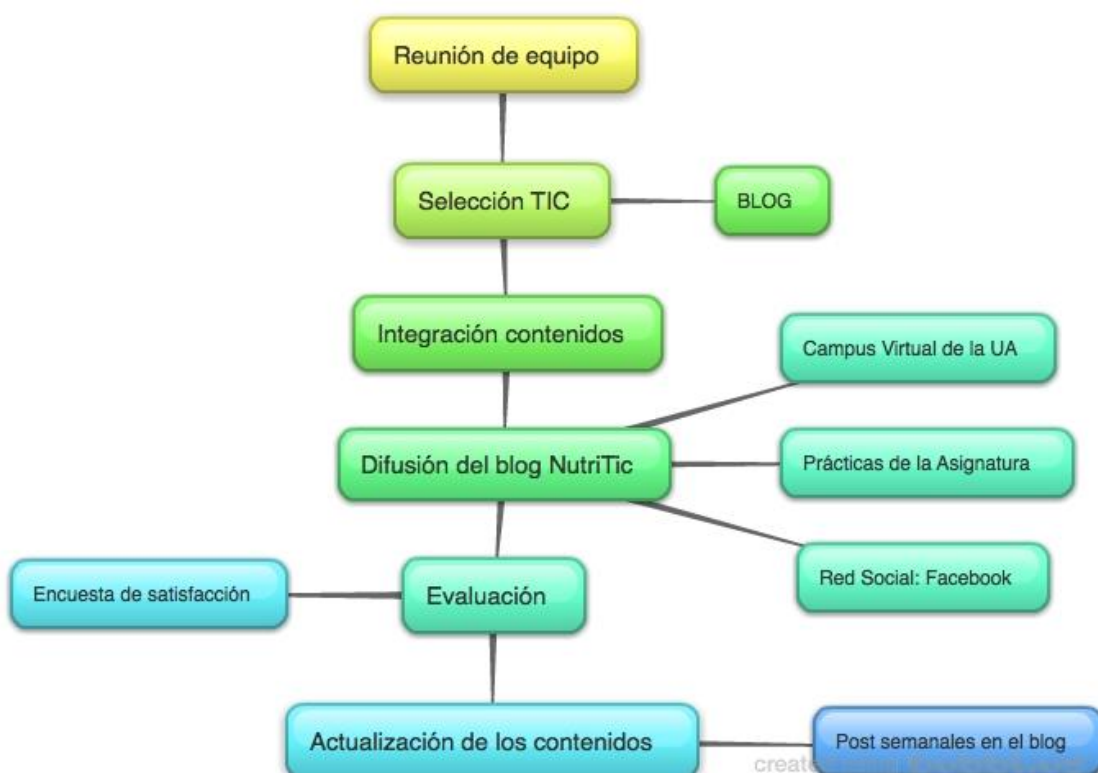 Reunión de equipo
Selección TIC
BLOG
Integración contenidos
Campus Virtual de la UA
Difusión del blog NutriTic
Prácticas de la Asignatura
Red Social: Facebook
Encuesta de satisfacción
Evaluación
Actualización de los contenidos
Post semanales en el blog